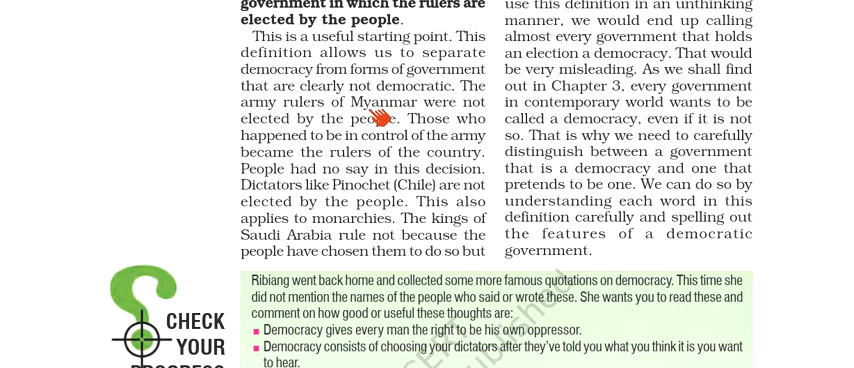 government in which the rulers are
elected by the people.
This is a useful starting point. This
definition allows us to separate
democracy from forms of government
that are clearly not democratic. The
army rulers of Myanmar were not
elected by the people. Those who
happened to be in control of the army
became the rulers of the country.
People had no say in this decision.
Dictators like Pinochet (Chile) are not
elected by the people. This also
applies to monarchies. The kings of
Saudi Arabia rule not because the
people have chosen them to do so but
use this definition in an unthinking
manner, we would end up calling
almost every government that holds
an election a democracy. That would
be very misleading. As we shall find
out in Chapter 3, every government
in contemporary world wants to be
called a democracy, even if it is not
so. That is why we need to carefully
distinguish between a government
that is a democracy and one that
pretends to be one. We can do so by
understanding each word in this
definition carefully and spelling out
the features of a democratic
government.
CHECK
YOUR
PROGRESS
Ribiang went back home and collected some more famous quotations on democracy. This time she
did not mention the names of the people who said or wrote these. She wants you to read these and
comment on how good or useful these thoughts are:
Democracy gives every man the right to be his own oppressor.
Democracy consists of choosing your dictators after they've told you what you think it is you want
to hear.